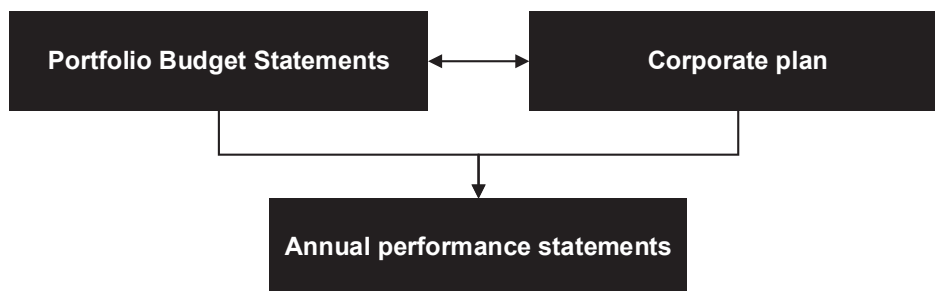 Portfolio Budget Statements
Corporate plan
Annual performance statements